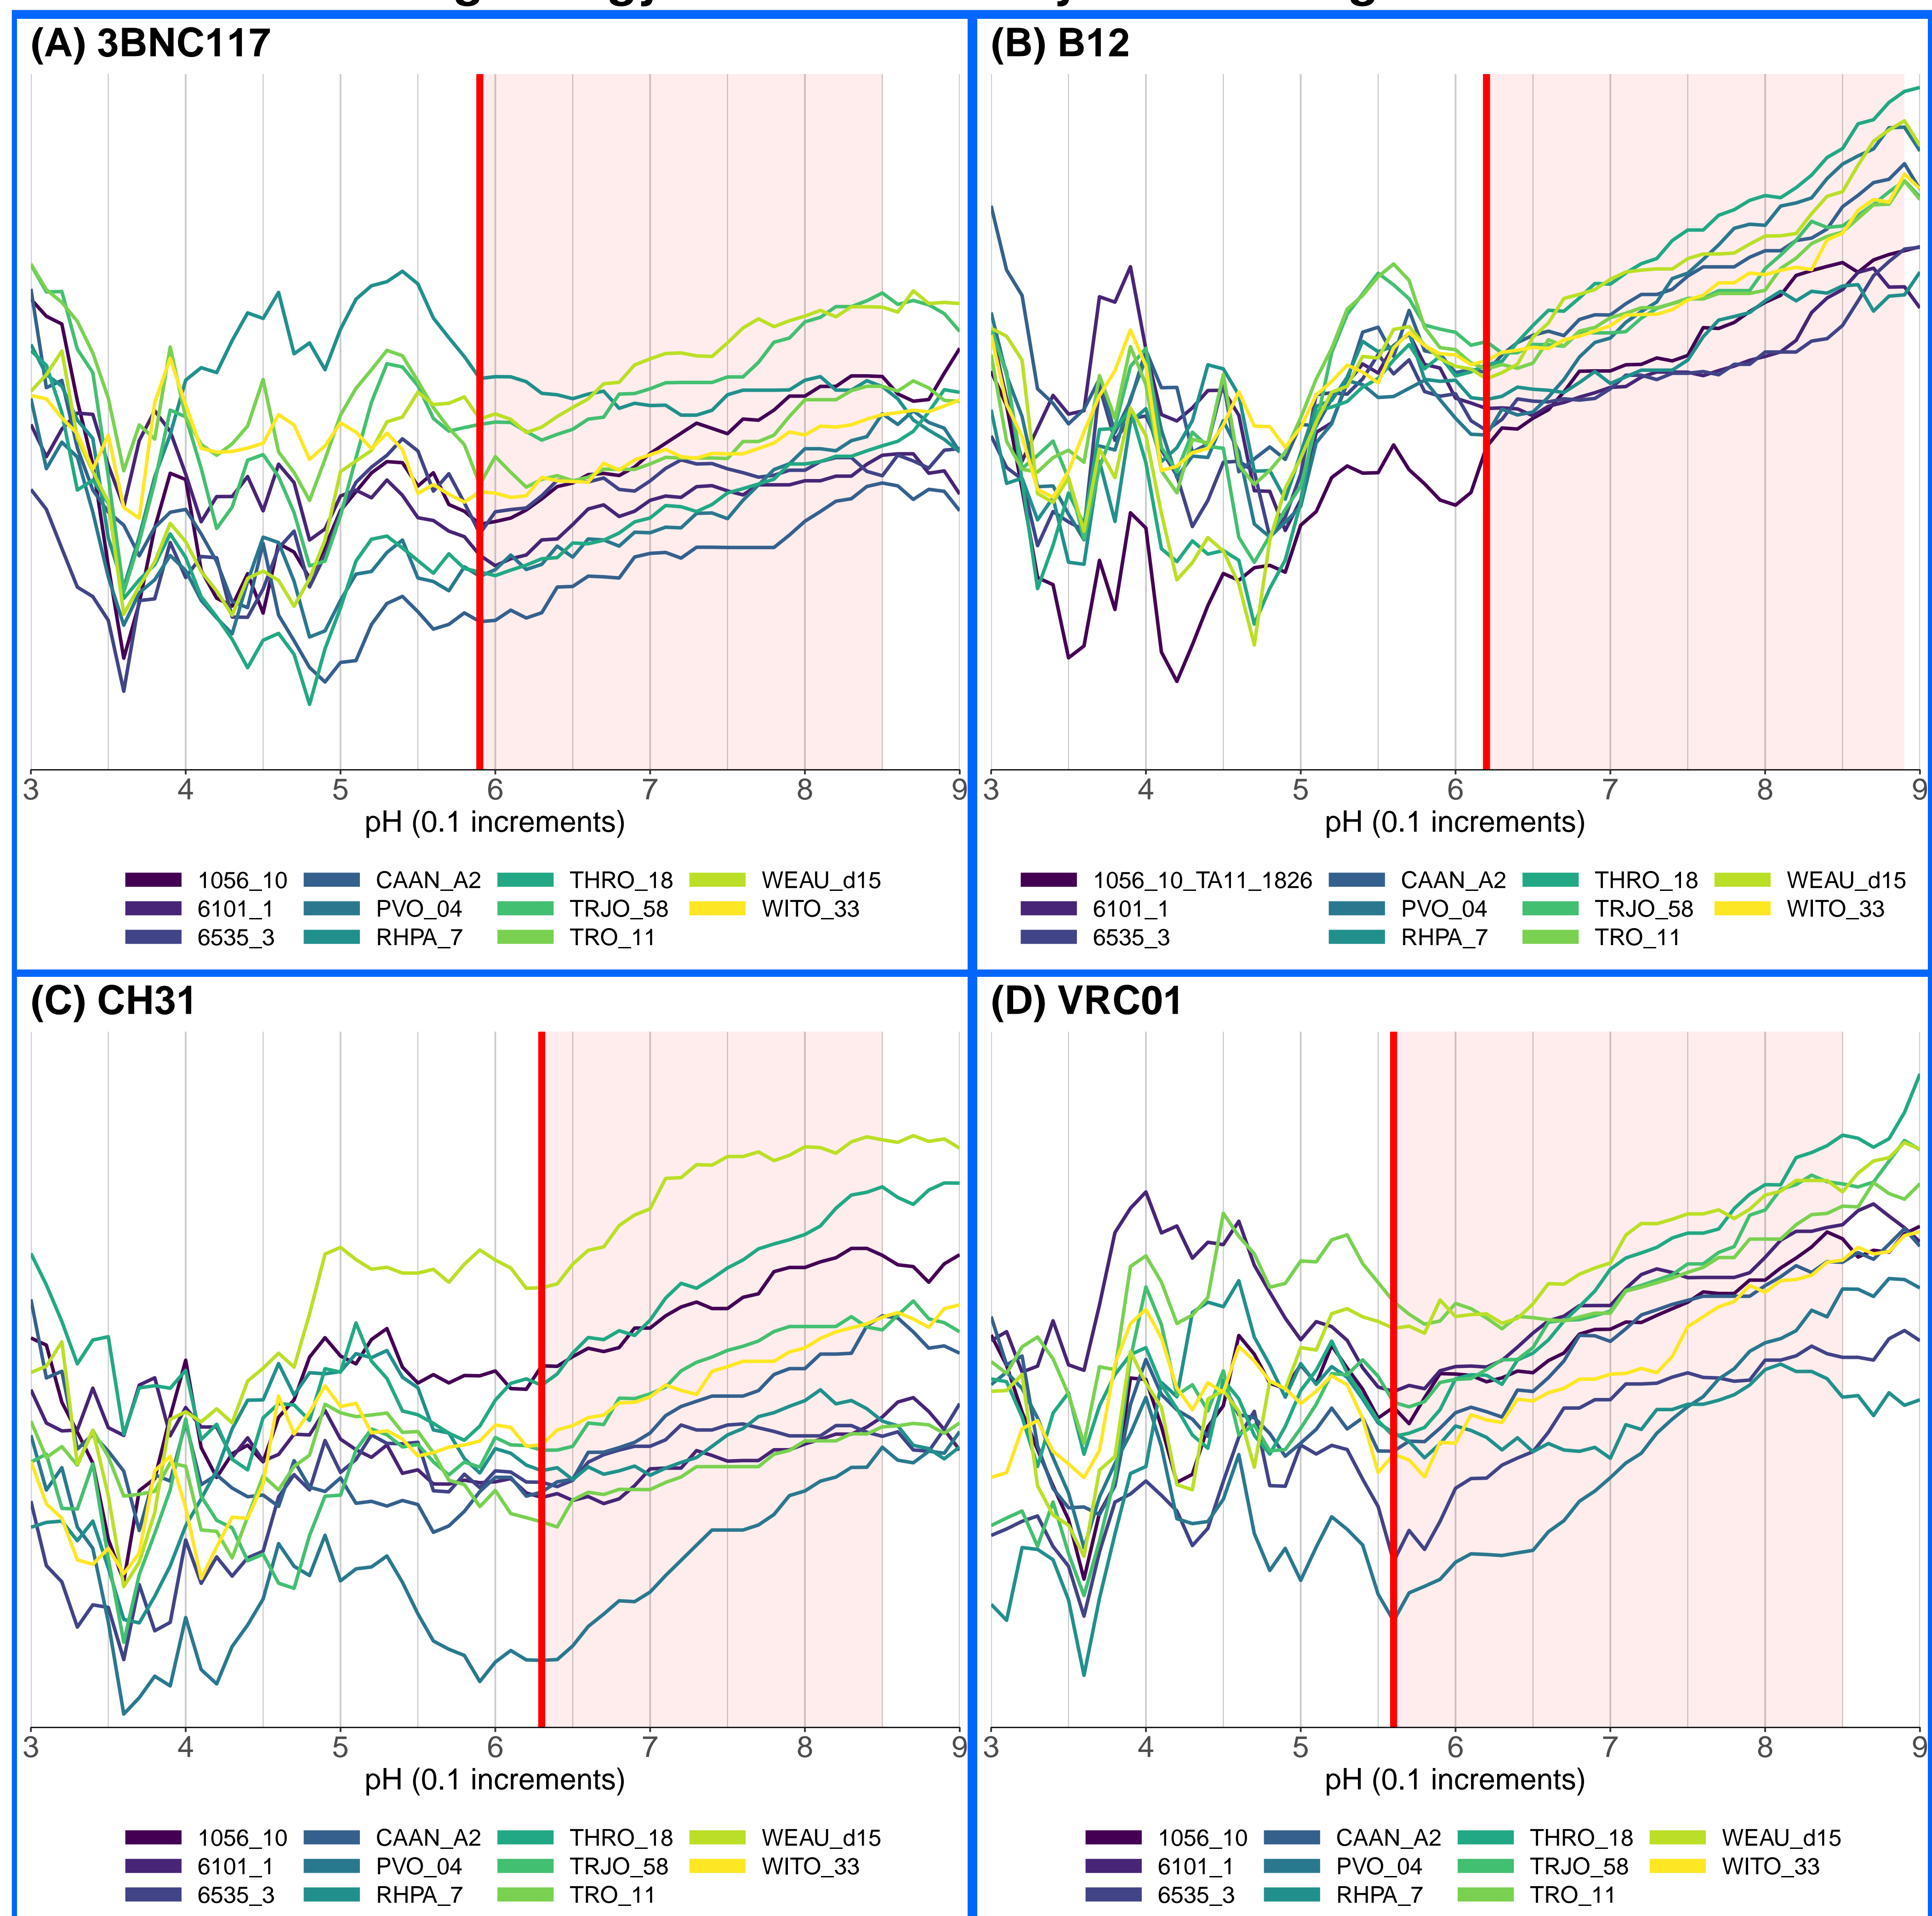 (A) 3BNC117
3 4 5 6 7 8 9
pH (0.1 increments)
1056_10 CAAN_A2 THRO_18 WEAU_d15
6101_1 PVO_04 TRJO_58 WITO_33
6535_3 RHPA_7 TRO_11
(B) B12
3 4 5 6 7 8 9
pH (0.1 increments)
1056_10_TA11_1826 CAAN_A2 THRO_18 WEAU_d15
6101_1 PVO_04 TRJO_58 WITO_33
6535_3 RHPA_7 TRO_11
(C) CH31
3 4 5 6 7 8 9
pH (0.1 increments)
1056_10 CAAN_A2 THRO_18 WEAU_d15
6101_1 PVO_04 TRJO_58 WITO_33
6535_3 RHPA_7 TRO_11
(D) VRC01
3 4 5 6 7 8 9
pH (0.1 increments)
1056_10 CAAN_A2 THRO_18 WEAU_d15
6101_1 PVO_04 TRJO_58 WITO_33
6535_3 RHPA_7 TRO_11